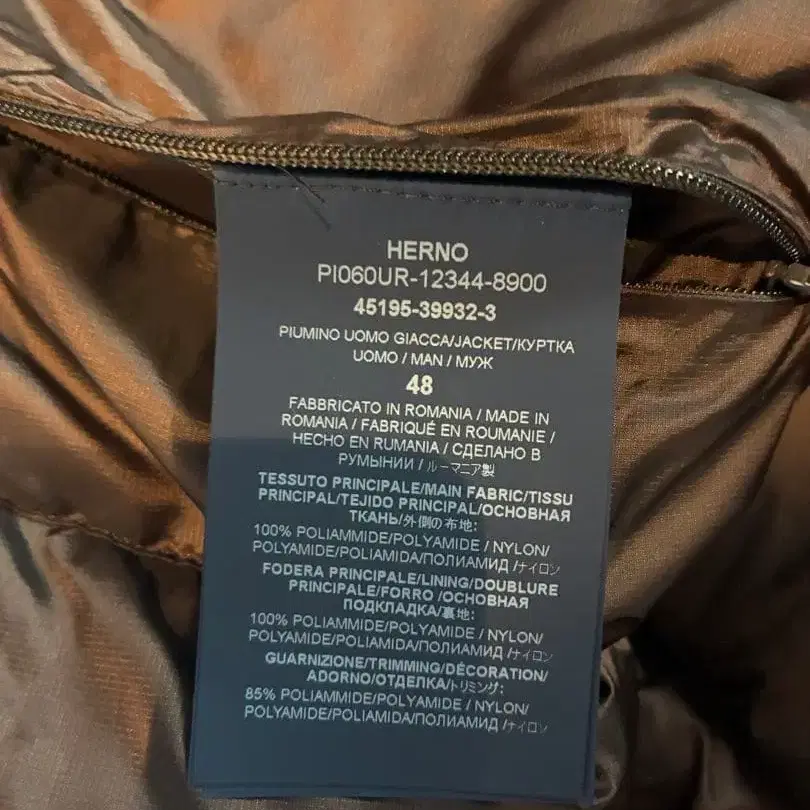 HERNO
PI060UR-12344-8900
45195-39932-3
PIUMINO UOMO GIACCA/JACKET/КУРТКА
UOMO / MAN / МУЖ
48
FABBRICATO IN ROMANIA / MADE IN
ROMANIA / FABRIQUÉ EN ROUMANIE /
HECHO EN RUMANIA / СДЕЛАНО В
РУМЫНИИ / ルーマニア製
TESSUTO PRINCIPALE/MAIN FABRIC/TISSU
PRINCIPAL/TEJIDO PRINCIPAL/ОСНОВНАЯ
ТКАНЬ/外側の布地:
100% POLIAMMIDE/POLYAMIDE / NYLON/
POLYAMIDE/POLIAMIDA/ПОЛИАМИД /ナイロン
FODERA PRINCIPALE/LINING/DOUBLURE
PRINCIPALE/FORRO /ОСНОВНАЯ
ПОДКЛАДКА/裏地:
100% POLIAMMIDE/POLYAMIDE / NYLON/
POLYAMIDE/POLIAMIDA/ПОЛИАМИД /ナイロン
GUARNIZIONE/TRIMMING/DÉCORATION/
ADORNO/ОТДЕЛКА/トリミング:
85% POLIAMMIDE/POLYAMIDE / NYLON/
POLYAMIDE/POLIAMIDA/ПОЛИАМИД /ナイロン